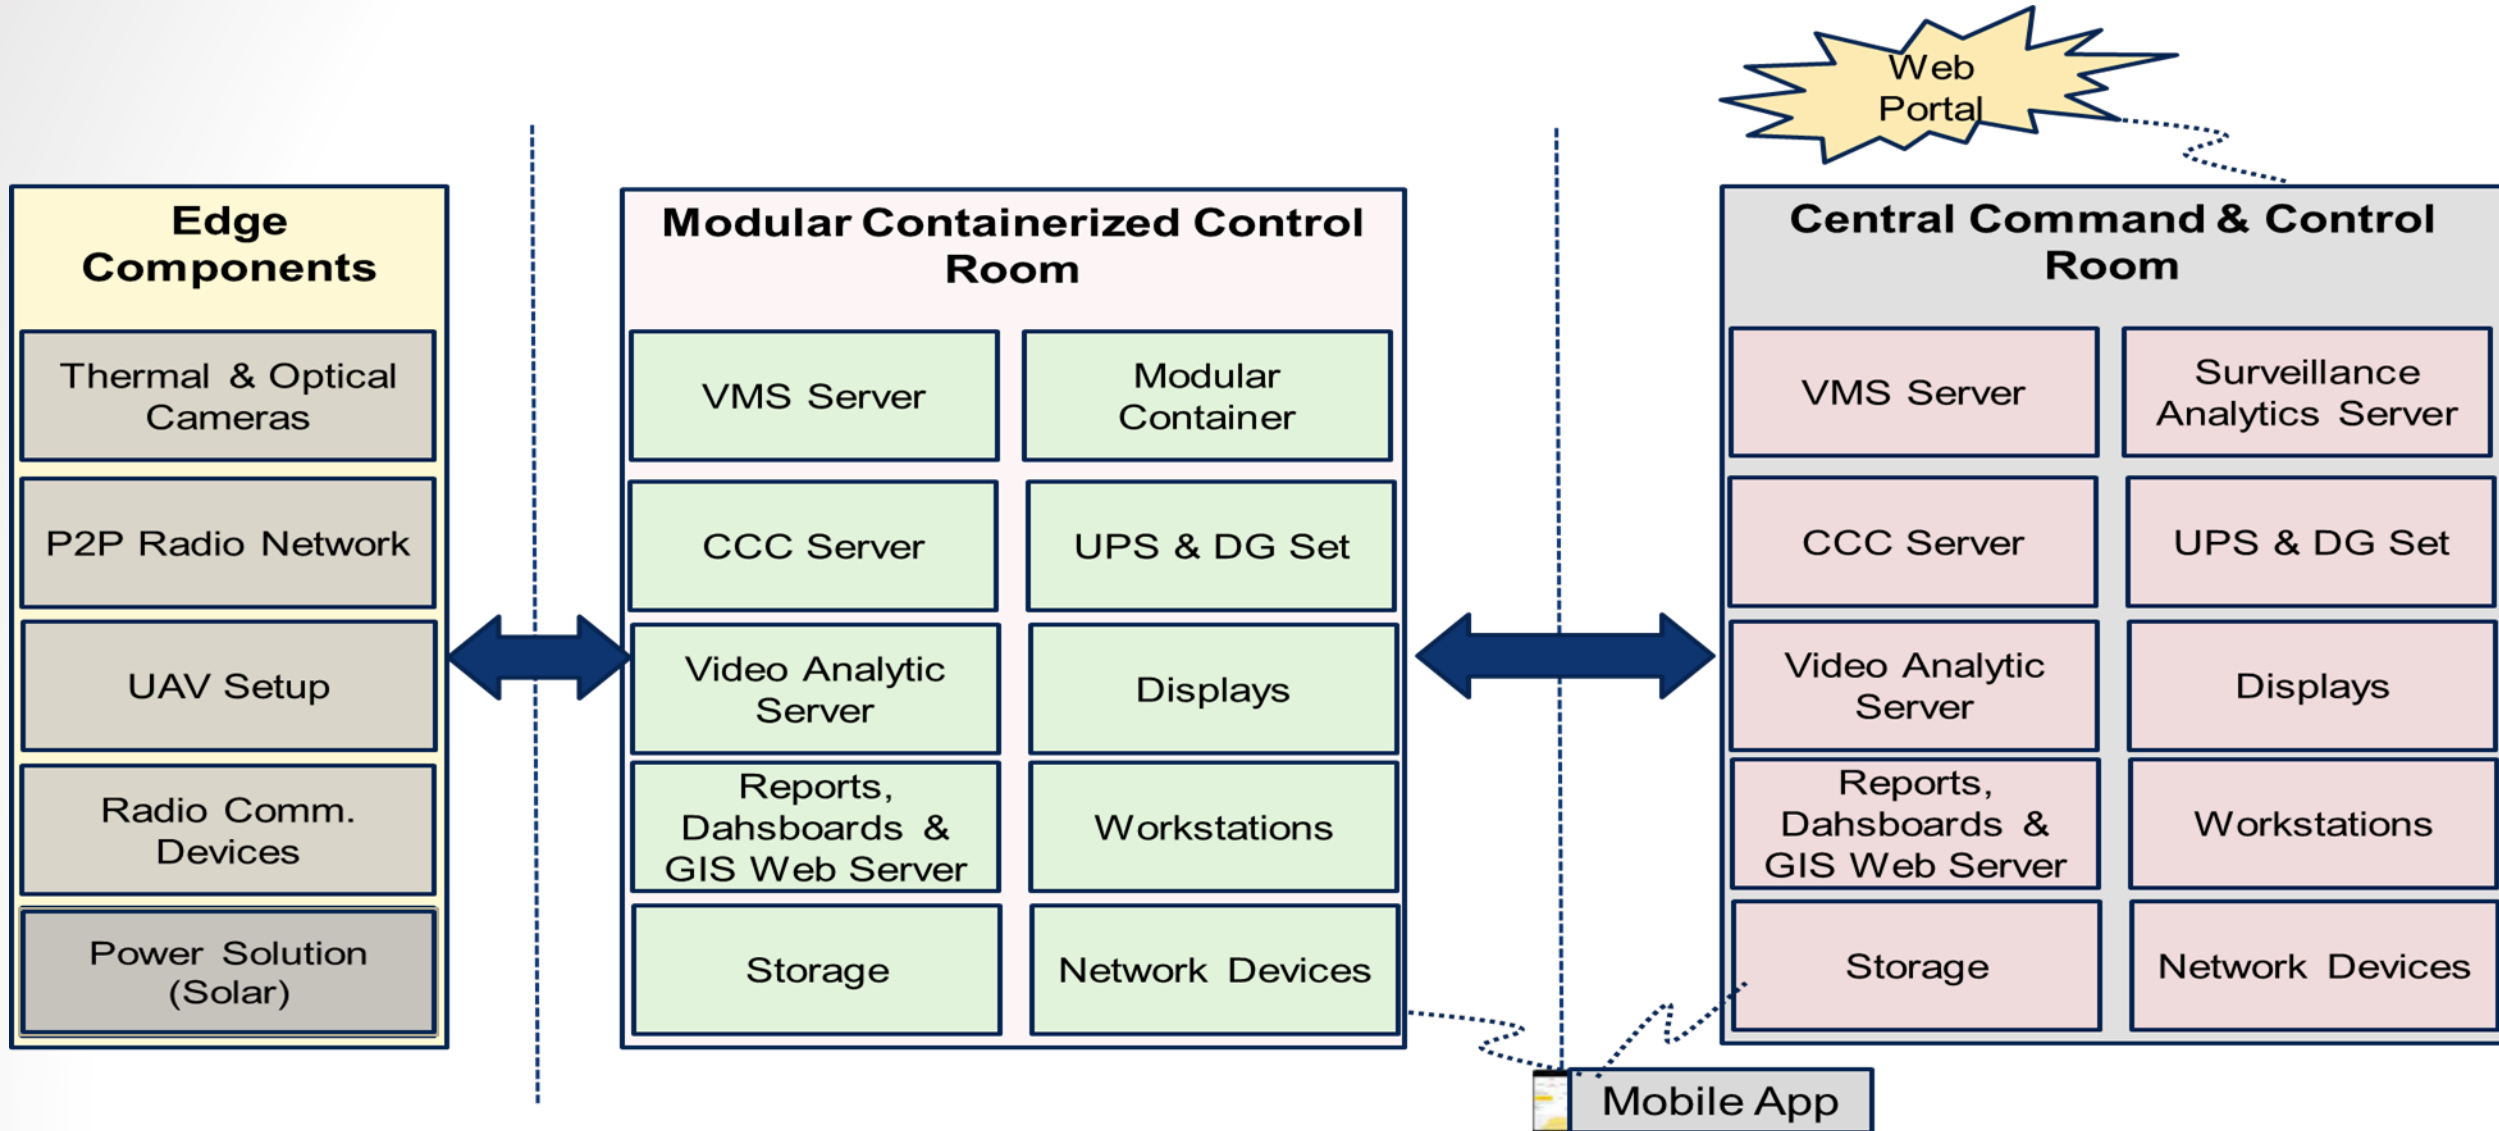 Web
Portal
Edge
Components
Thermal & Optical
Cameras
P2P Radio Network
UAV Setup
Radio Comm.
Devices
Power Solution
(Solar)
Modular Containerized Control
Room
VMS Server
Modular
Container
CCC Server
UPS & DG Set
Video Analytic
Server
Displays
Reports,
Dahsboards &
GIS Web Server
Workstations
Storage
Network Devices
Central Command & Control
Room
VMS Server
Surveillance
Analytics Server
CCC Server
UPS & DG Set
Video Analytic
Server
Displays
Reports,
Dahsboards &
GIS Web Server
Workstations
Storage
Network Devices
Mobile App